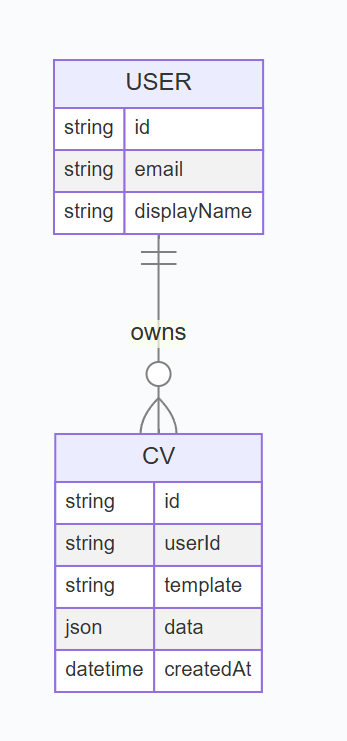 USER
string id
string email
string displayName
owns
CV
string id
string userId
string template
json data
datetime createdAt